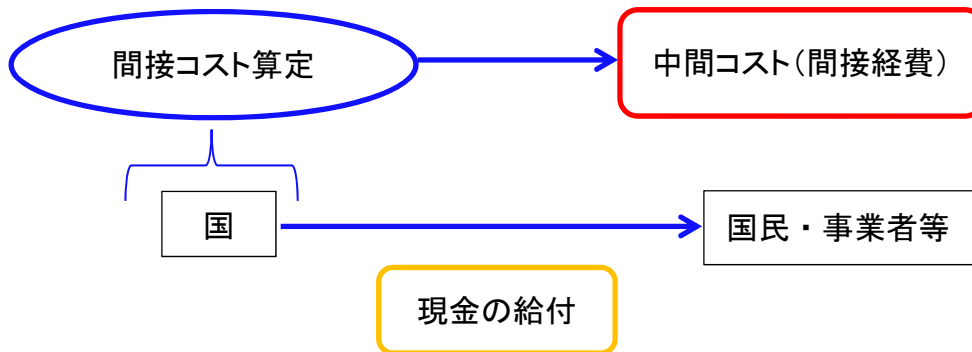 間接コスト算定
中間コスト（間接経費）
国
国民・事業者等
現金の給付